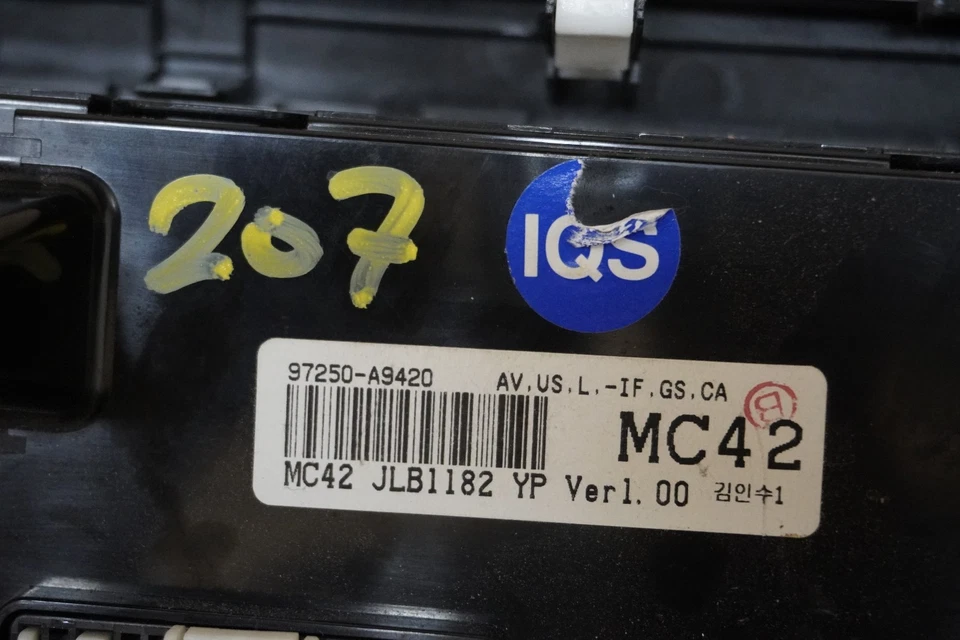 207
IQS
97250-A9420 AV.US.L.-IF.GS.CA
B
MC42
MC42 JLB1182 YP Ver1.00 김인수1